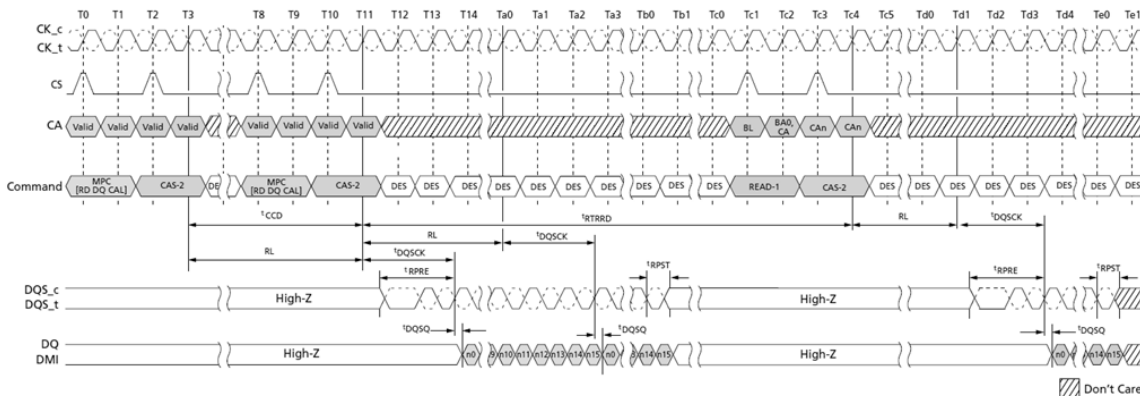 T0 T1 T2 T3 T8 T9 T10 T11 T12 T13 T14 Ta0 Ta1 Ta2 Ta3 Tb0 Tb1 Tc0 Tc1 Tc2 Tc3 Tc4 Tc5 Td0 Td1 Td2 Td3 Td4 Te0 Te1
CK_c
CK_t
CS
CA Valid Valid Valid Valid Valid Valid Valid Valid BL BA0, CA CAn CAn
Command MPC [RD DQ CAL] CAS-2 DE MPC [RD DQ CAL] CAS-2 DES DES DES DES DES DES DES DES DES DES READ-1 CAS-2 DES DES DES DES DES DES DES DES
tCCD tRTRRD RL tDQSCK
RL tDQSCK
RL tDQSCK
tRPRE tRPST tRPRE tRPST
DQS_c
DQS_t
High-Z High-Z
tDQSQ tDQSQ tDQSQ
DQ
DMI
High-Z n0 9 n10 n11 n12 n13 n14 n15 n0 3 n14 n15 High-Z n0 n14 n15
Don't Care